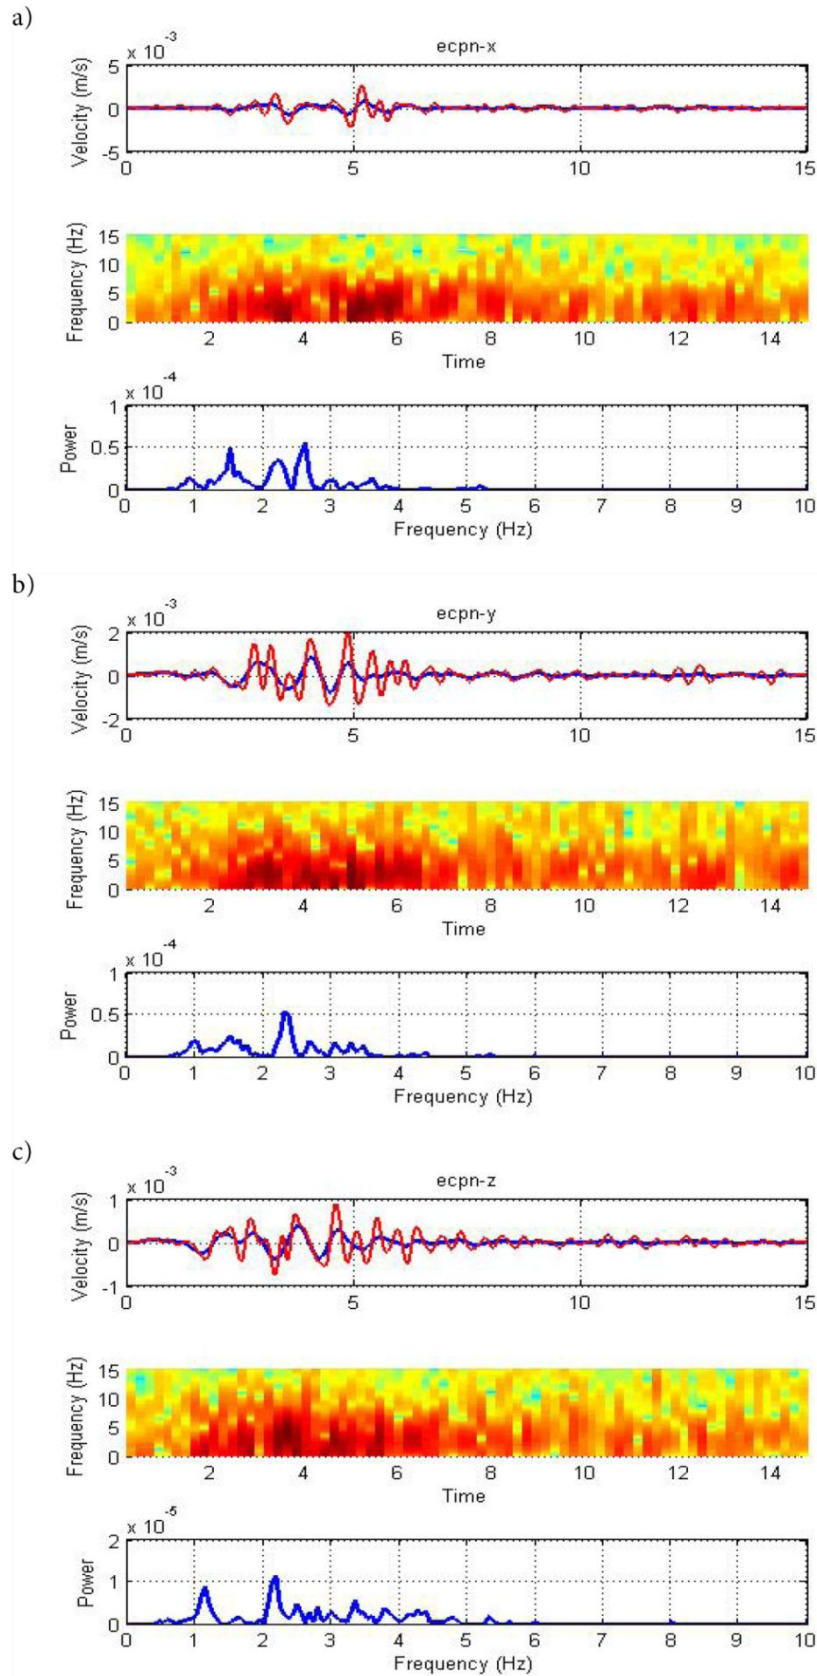 a)
x 10^-3
ecpn-x
Velocity (m/s)
5
0
-5
0 5 10 15
Frequency (Hz)
15
10
5
0
2 4 6 8 10 12 14
Time
x 10^-4
Power
1
0.5
0
0 1 2 3 4 5 6 7 8 9 10
Frequency (Hz)
b)
x 10^-3
ecpn-y
Velocity (m/s)
2
0
-2
0 5 10 15
Frequency (Hz)
15
10
5
0
2 4 6 8 10 12 14
Time
x 10^-4
Power
1
0.5
0
0 1 2 3 4 5 6 7 8 9 10
Frequency (Hz)
c)
x 10^-3
ecpn-z
Velocity (m/s)
1
0
-1
0 5 10 15
Frequency (Hz)
15
10
5
0
2 4 6 8 10 12 14
Time
x 10^-5
Power
2
1
0
0 1 2 3 4 5 6 7 8 9 10
Frequency (Hz)